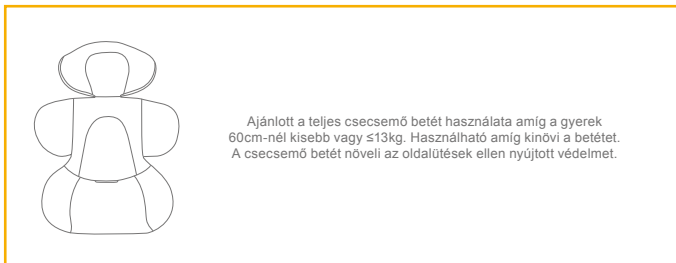 Ajánlott a teljes csecsemő betét használata amíg a gyerek
60cm-nél kisebb vagy ≤13kg. Használható amíg kinövi a betétet.
A csecsemő betét növeli az oldalütések ellen nyújtott védelmet.